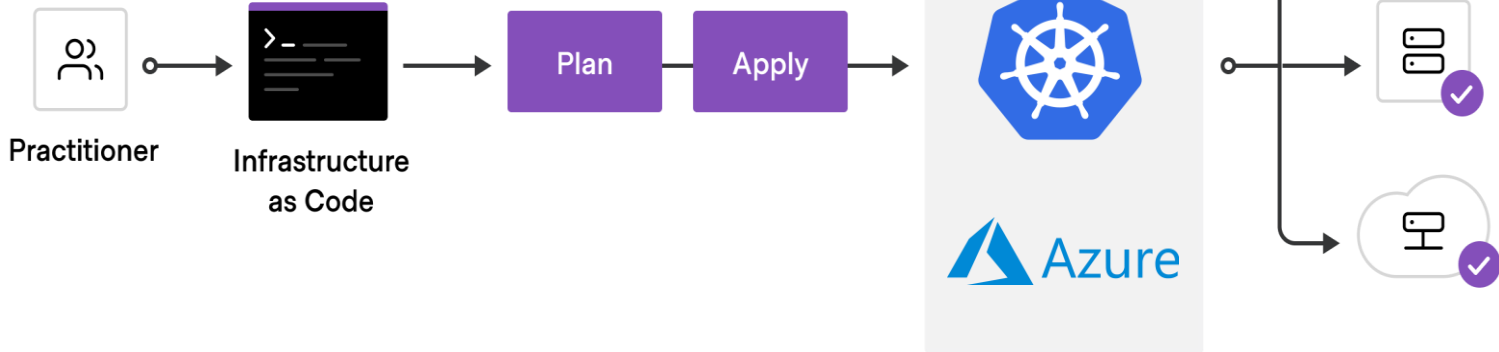 Practitioner
Infrastructure
as Code
Plan
Apply
Azure